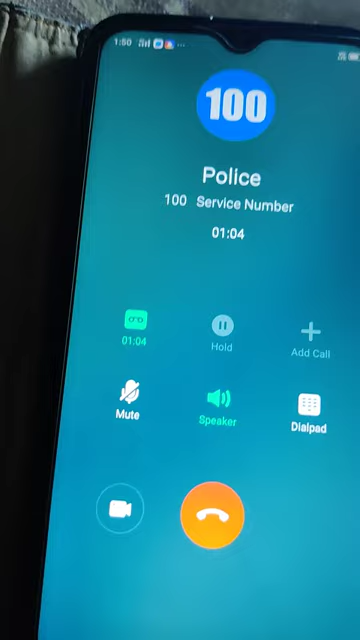 1:50
100
Police
100 Service Number
01:04
01:04
Hold
Add Call
Mute
Speaker
Dialpad